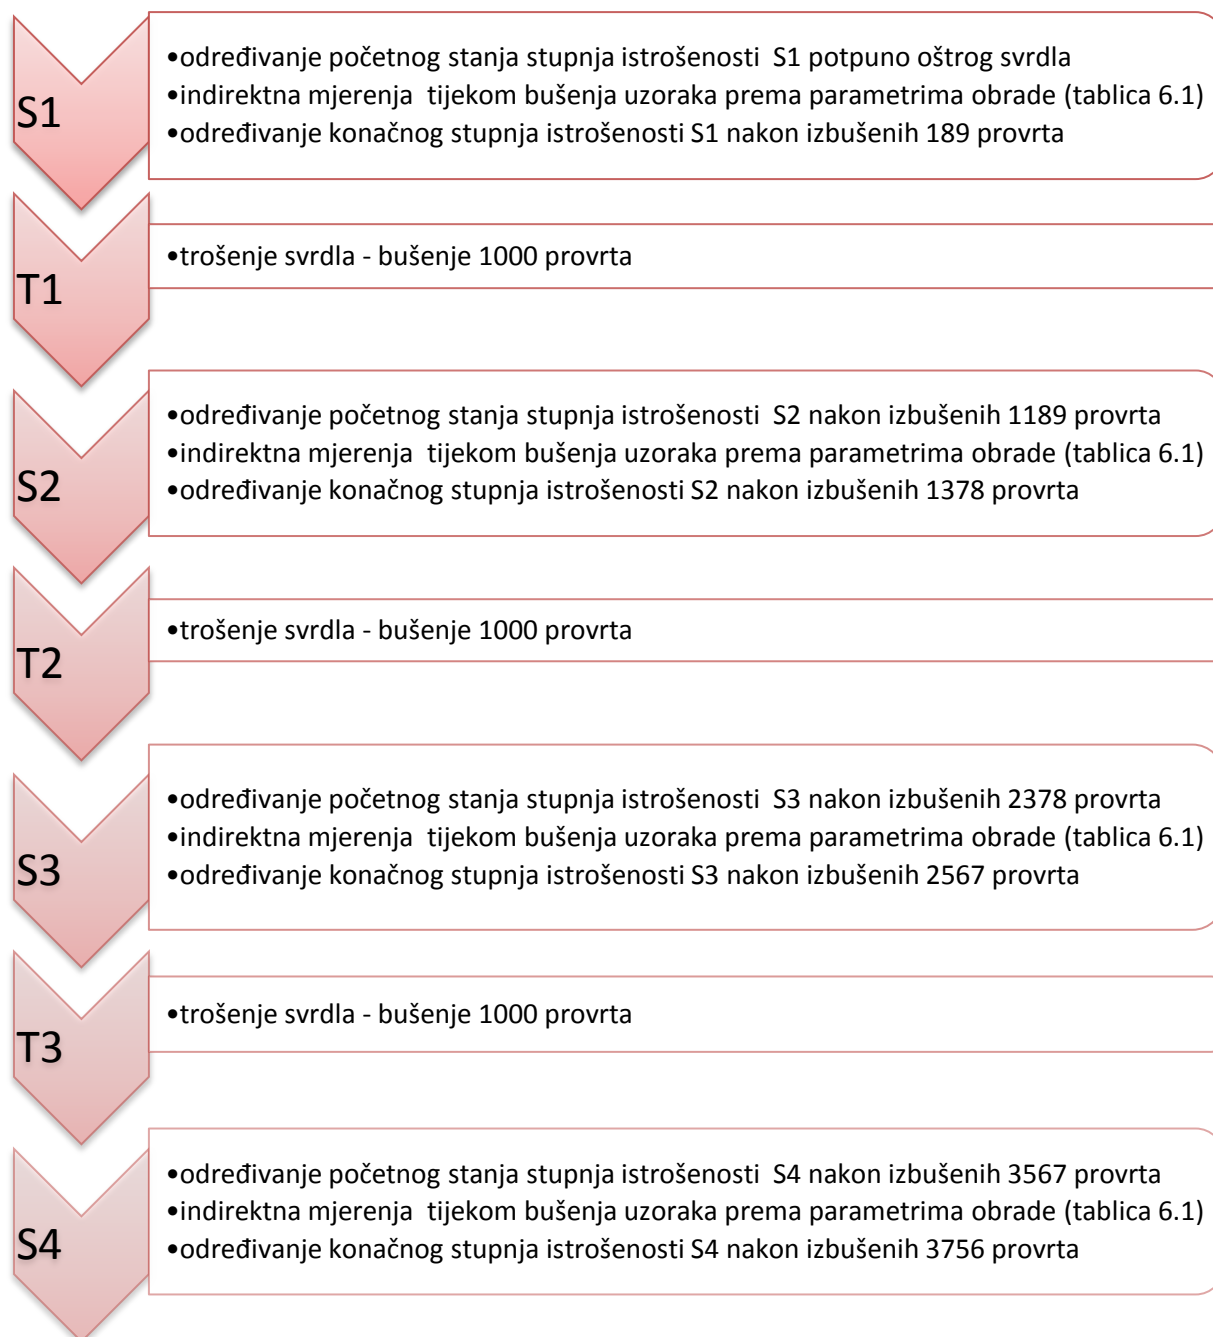 S1
•određivanje početnog stanja stupnja istrošenosti  S1 potpuno oštrog svrdla
•indirektna mjerenja  tijekom bušenja uzoraka prema parametrima obrade (tablica 6.1)
•određivanje konačnog stupnja istrošenosti S1 nakon izbušenih 189 provrta
T1
•trošenje svrdla - bušenje 1000 provrta
S2
•određivanje početnog stanja stupnja istrošenosti  S2 nakon izbušenih 1189 provrta
•indirektna mjerenja  tijekom bušenja uzoraka prema parametrima obrade (tablica 6.1)
•određivanje konačnog stupnja istrošenosti S2 nakon izbušenih 1378 provrta
T2
•trošenje svrdla - bušenje 1000 provrta
S3
•određivanje početnog stanja stupnja istrošenosti  S3 nakon izbušenih 2378 provrta
•indirektna mjerenja  tijekom bušenja uzoraka prema parametrima obrade (tablica 6.1)
•određivanje konačnog stupnja istrošenosti S3 nakon izbušenih 2567 provrta
T3
•trošenje svrdla - bušenje 1000 provrta
S4
•određivanje početnog stanja stupnja istrošenosti  S4 nakon izbušenih 3567 provrta
•indirektna mjerenja  tijekom bušenja uzoraka prema parametrima obrade (tablica 6.1)
•određivanje konačnog stupnja istrošenosti S4 nakon izbušenih 3756 provrta